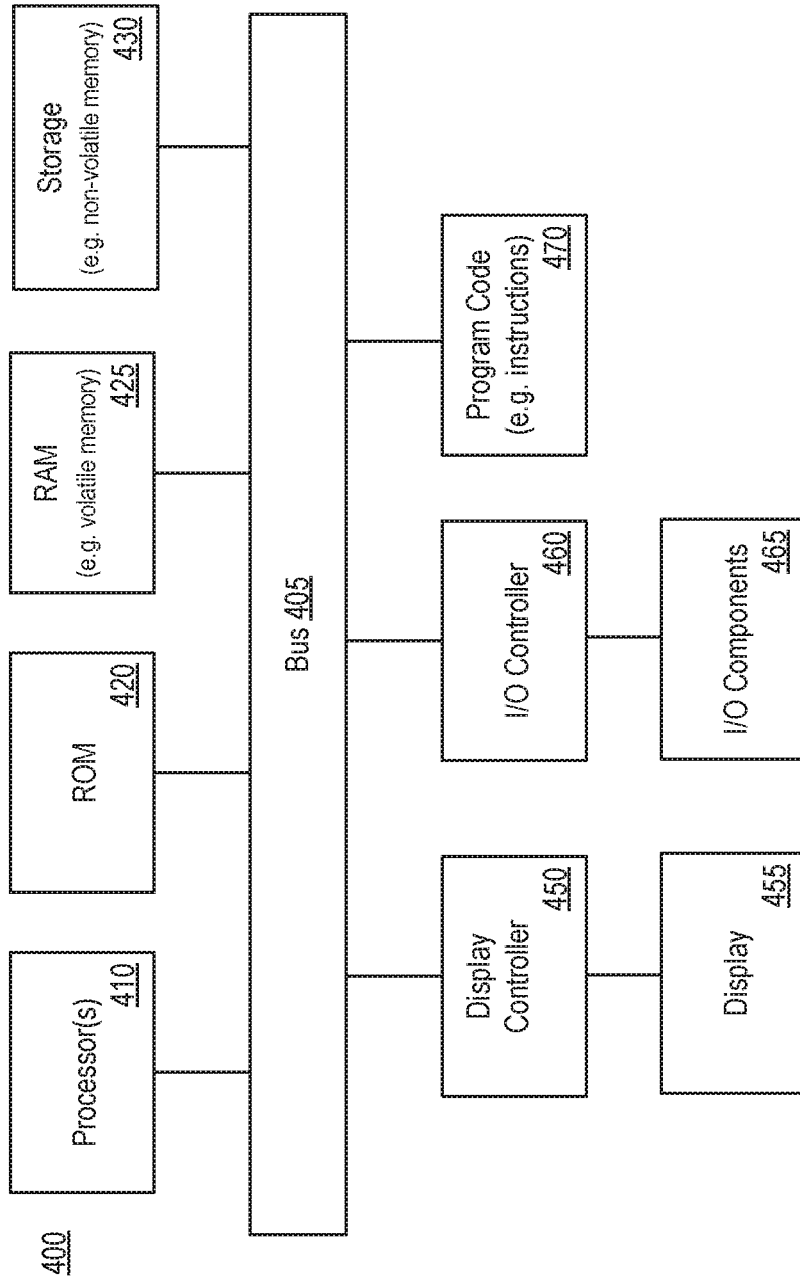 400
Processor(s)
410
ROM
420
RAM
(e.g. volatile memory)
425
Storage
(e.g. non-volatile memory)
430
Bus 405
Display
Controller
450
I/O Controller
460
Program Code
(e.g. instructions)
470
Display
455
I/O Components
465